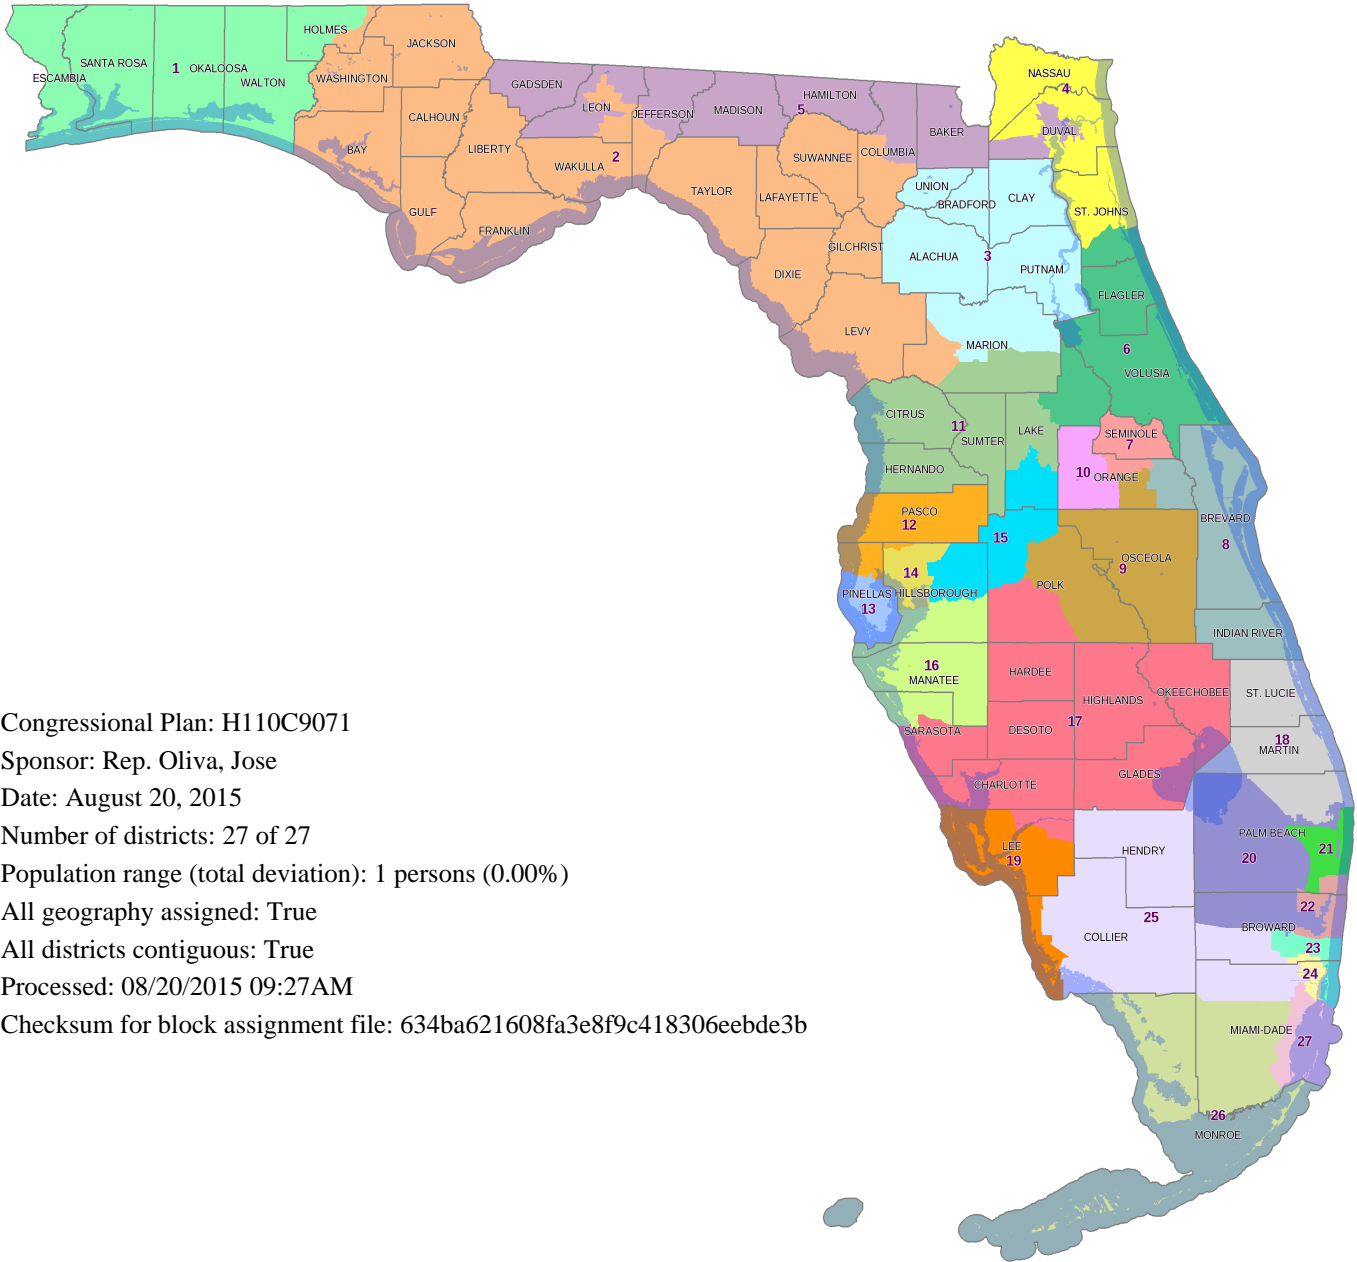 HOLMES
JACKSON
SANTA ROSA
1
OKALOOSA
ESCAMBIA
WALTON
WASHINGTON
NASSAU
4
GADSDEN
LEON
JEFFERSON
MADISON
HAMILTON
5
CALHOUN
BAKER
DUVAL
BAY
LIBERTY
WAKULLA
2
SUWANNEE
COLUMBIA
TAYLOR
LAFAYETTE
UNION
BRADFORD
CLAY
GULF
FRANKLIN
ST. JOHNS
GILCHRIST
ALACHUA
3
DIXIE
PUTNAM
FLAGLER
LEVY
MARION
6
VOLUSIA
CITRUS
11
SUMTER
LAKE
SEMINOLE
7
HERNANDO
10
ORANGE
PASCO
12
BREVARD
15
8
14
OSCEOLA
9
PINELLAS
HILLSBOROUGH
POLK
13
INDIAN RIVER
16
MANATEE
HARDEE
HIGHLANDS
OKEECHOBEE
ST. LUCIE
SARASOTA
DESOTO
17
18
MARTIN
CHARLOTTE
GLADES
LEE
19
HENDRY
PALM BEACH
21
20
22
25
COLLIER
BROWARD
23
24
MIAMI-DADE
27
26
MONROE
Congressional Plan: H110C9071
Sponsor: Rep. Oliva, Jose
Date: August 20, 2015
Number of districts: 27 of 27
Population range (total deviation): 1 persons (0.00%)
All geography assigned: True
All districts contiguous: True
Processed: 08/20/2015 09:27AM
Checksum for block assignment file: 634ba621608fa3e8f9c418306eebde3b